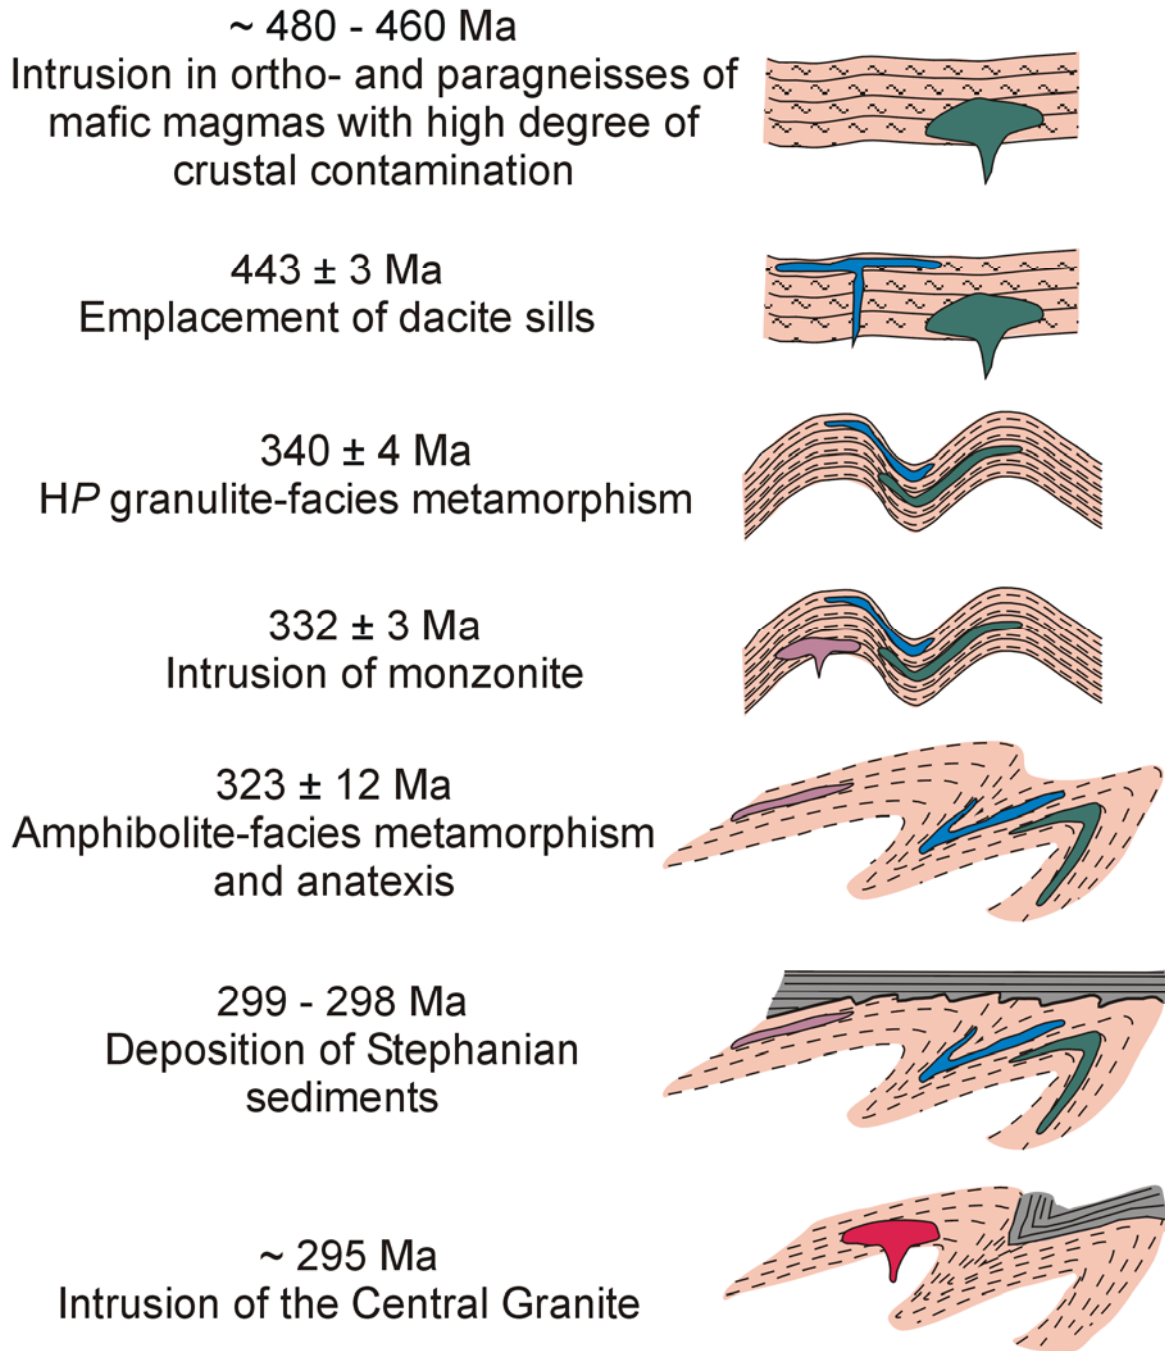 ~ 480 - 460 Ma
Intrusion in ortho- and paragneisses of
mafic magmas with high degree of
crustal contamination
443 ± 3 Ma
Emplacement of dacite sills
340 ± 4 Ma
HP granulite-facies metamorphism
332 ± 3 Ma
Intrusion of monzonite
323 ± 12 Ma
Amphibolite-facies metamorphism
and anatexis
299 - 298 Ma
Deposition of Stephanian
sediments
~ 295 Ma
Intrusion of the Central Granite